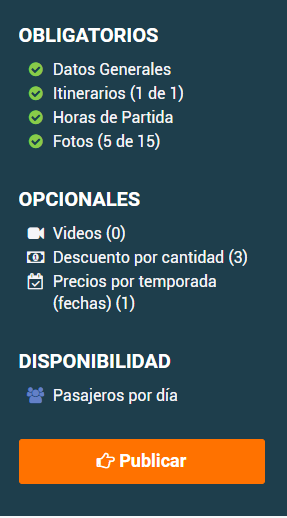 OBLIGATORIOS
Datos Generales
Itinerarios (1 de 1)
Horas de Partida
Fotos (5 de 15)
OPCIONALES
Videos (0)
Descuento por cantidad (3)
Precios por temporada
(fechas) (1)
DISPONIBILIDAD
Pasajeros por día
Publicar